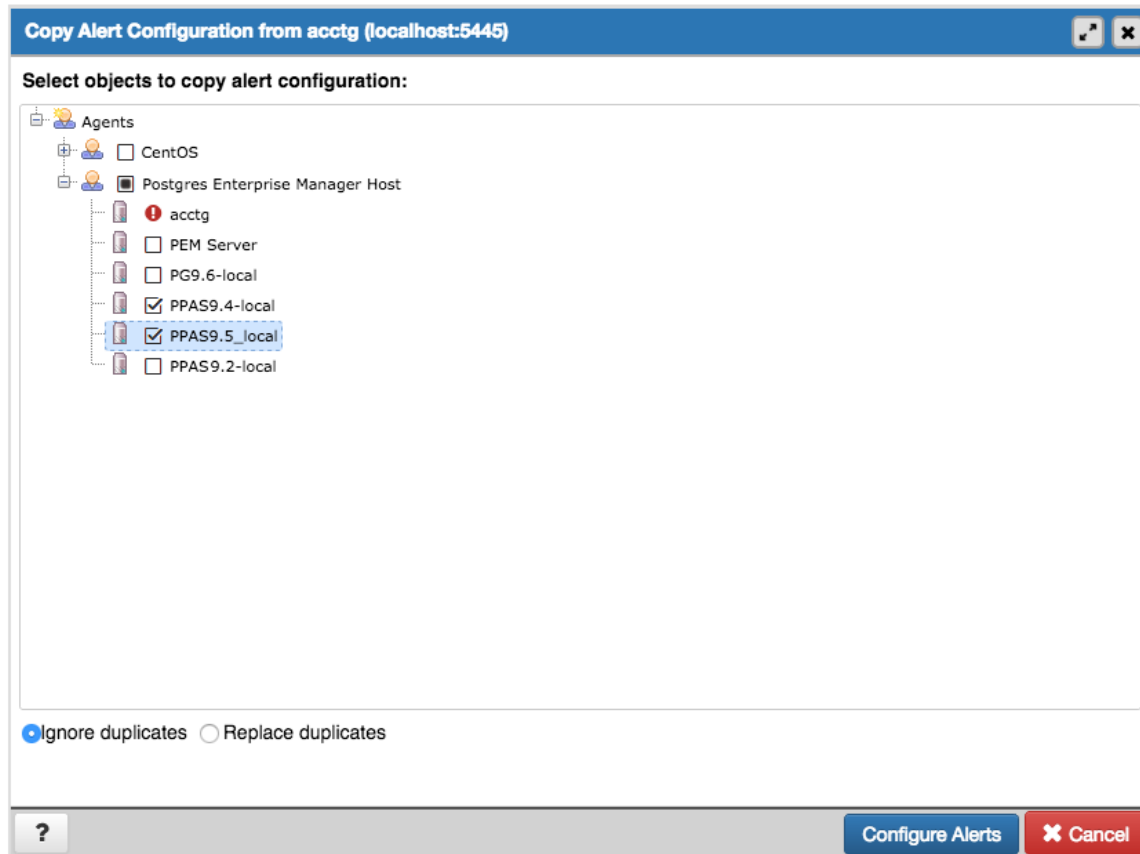 Copy Alert Configuration from acctg (localhost:5445)
Select objects to copy alert configuration:
Agents
CentOS
Postgres Enterprise Manager Host
acctg
PEM Server
PG9.6-local
PPAS9.4-local
PPAS9.5_local
PPAS9.2-local
Ignore duplicates Replace duplicates
? Configure Alerts Cancel